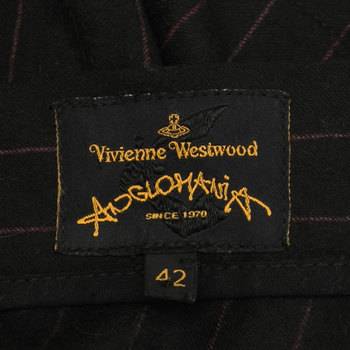 Vivienne Westwood
ANGLOMANIA
SINCE 1970
42